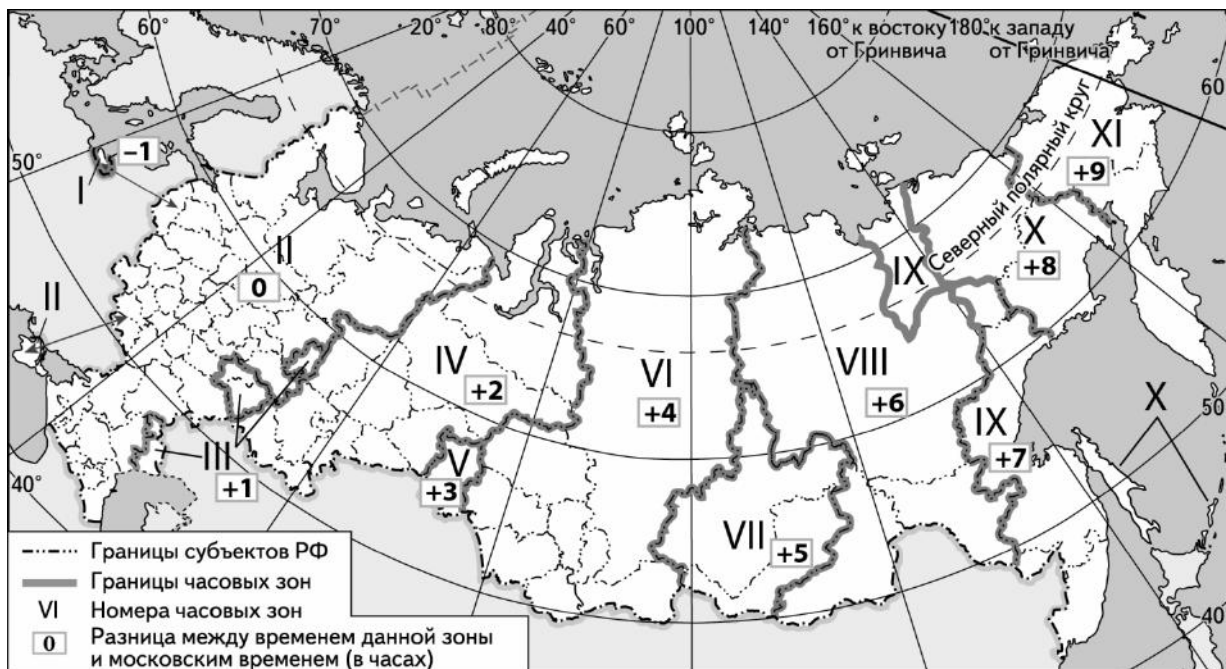 60°
70°
20°
80°
100°
140°
160° к востоку
от Гринвича
180° к западу
от Гринвича
60°
50°
–1
I
Северный полярный круг
XI
+9
II
0
X
+8
IX
II
IV
+2
VI
+4
VIII
+6
X
50°
IX
+7
III
+1
V
+3
40°
VII
+5
40°
Границы субъектов РФ
Границы часовых зон
VI Номера часовых зон
0 Разница между временем данной зоны
и московским временем (в часах)